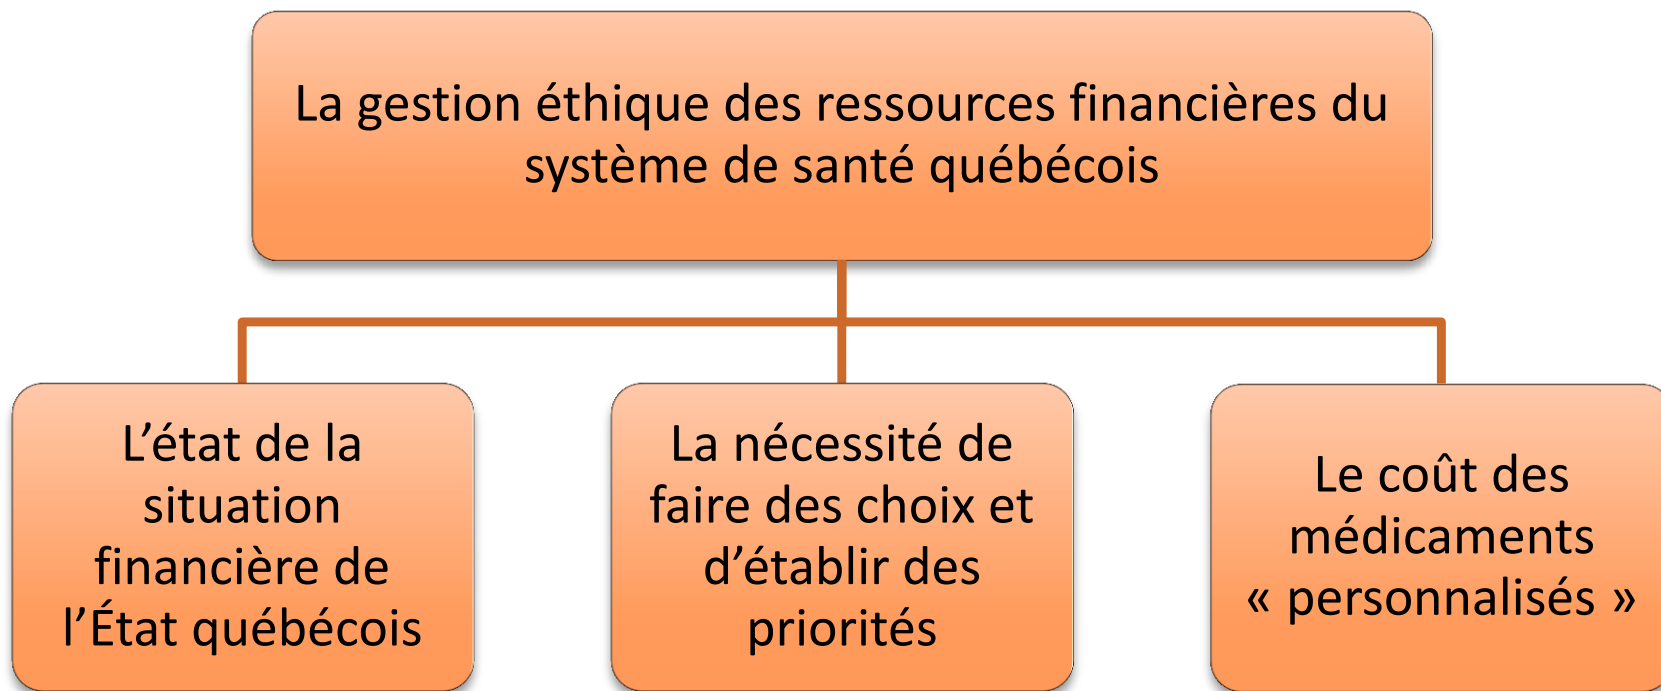 La gestion éthique des ressources financières du
système de santé québécois
L’état de la
situation
financière de
l’État québécois
La nécessité de
faire des choix et
d’établir des
priorités
Le coût des
médicaments
« personnalisés »